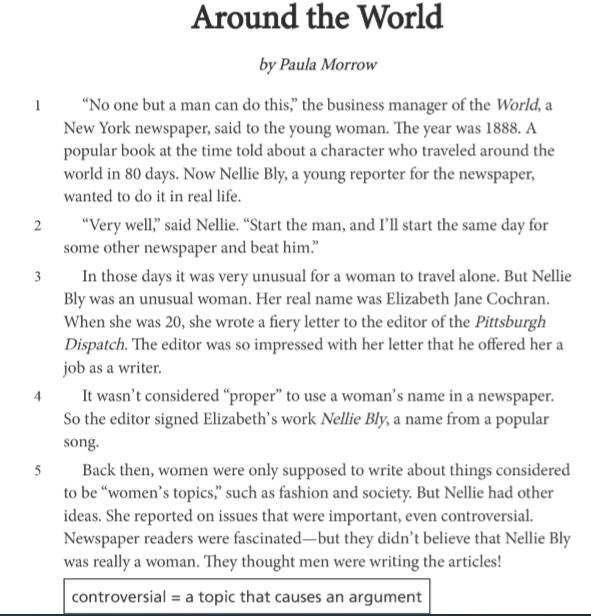 Around the World
by Paula Morrow
1 “No one but a man can do this,” the business manager of the World, a
New York newspaper, said to the young woman. The year was 1888. A
popular book at the time told about a character who traveled around the
world in 80 days. Now Nellie Bly, a young reporter for the newspaper,
wanted to do it in real life.
2 “Very well,” said Nellie. “Start the man, and I’ll start the same day for
some other newspaper and beat him.”
3 In those days it was very unusual for a woman to travel alone. But Nellie
Bly was an unusual woman. Her real name was Elizabeth Jane Cochran.
When she was 20, she wrote a fiery letter to the editor of the Pittsburgh
Dispatch. The editor was so impressed with her letter that he offered her a
job as a writer.
4 It wasn’t considered “proper” to use a woman’s name in a newspaper.
So the editor signed Elizabeth’s work Nellie Bly, a name from a popular
song.
5 Back then, women were only supposed to write about things considered
to be “women’s topics,” such as fashion and society. But Nellie had other
ideas. She reported on issues that were important, even controversial.
Newspaper readers were fascinated—but they didn’t believe that Nellie Bly
was really a woman. They thought men were writing the articles!
controversial = a topic that causes an argument